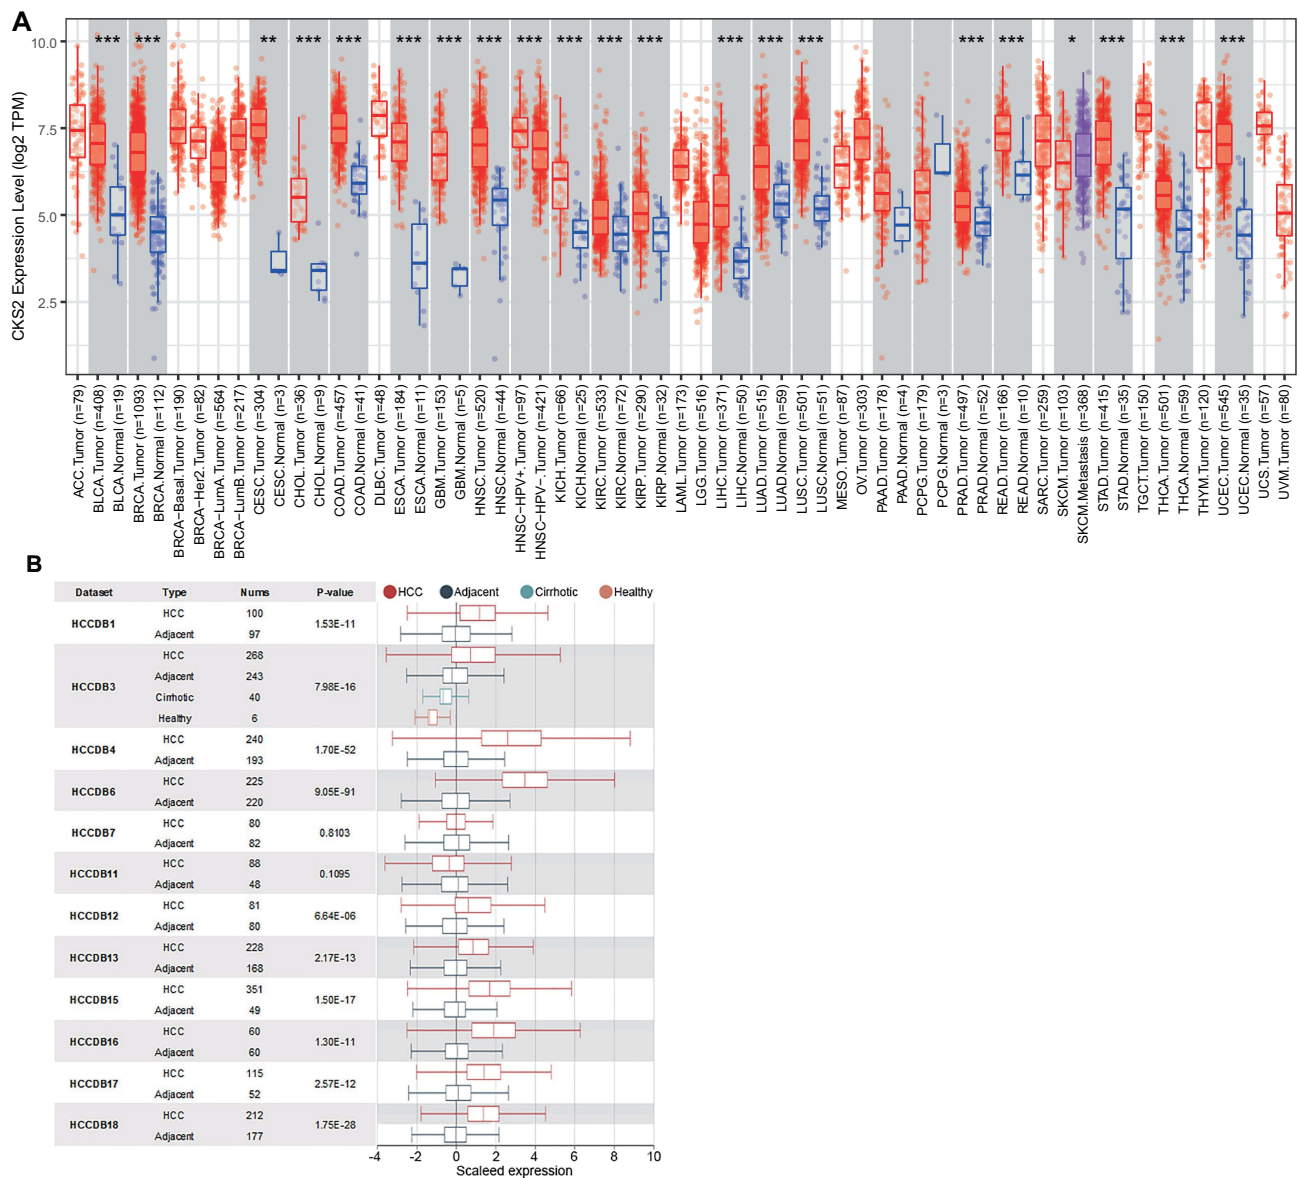 A
*** *** ** *** *** *** *** *** *** *** *** *** *** *** *** *** *** * *** *** ***
CKS2 Expression Level (log2 TPM)
10.0
7.5
5.0
2.5
ACC.Tumor (n=79)
BLCA.Tumor (n=408)
BLCA.Normal (n=19)
BRCA.Tumor (n=1093)
BRCA.Normal (n=112)
BRCA−Basal.Tumor (n=190)
BRCA−Her2.Tumor (n=82)
BRCA−LumA.Tumor (n=564)
BRCA−LumB.Tumor (n=217)
CESC.Tumor (n=304)
CESC.Normal (n=3)
CHOL.Tumor (n=36)
CHOL.Normal (n=9)
COAD.Tumor (n=457)
COAD.Normal (n=41)
DLBC.Tumor (n=48)
ESCA.Tumor (n=184)
ESCA.Normal (n=11)
GBM.Tumor (n=153)
GBM.Normal (n=5)
HNSC.Tumor (n=520)
HNSC.Normal (n=44)
HNSC−HPV+.Tumor (n=97)
HNSC−HPV−.Tumor (n=421)
KICH.Tumor (n=66)
KICH.Normal (n=25)
KIRC.Tumor (n=533)
KIRC.Normal (n=72)
KIRP.Tumor (n=290)
KIRP.Normal (n=32)
LAML.Tumor (n=173)
LGG.Tumor (n=516)
LIHC.Tumor (n=371)
LIHC.Normal (n=50)
LUAD.Tumor (n=515)
LUAD.Normal (n=59)
LUSC.Tumor (n=501)
LUSC.Normal (n=51)
MESO.Tumor (n=87)
OV.Tumor (n=303)
PAAD.Tumor (n=178)
PAAD.Normal (n=4)
PCPG.Tumor (n=179)
PCPG.Normal (n=3)
PRAD.Tumor (n=497)
PRAD.Normal (n=52)
READ.Tumor (n=166)
READ.Normal (n=10)
SARC.Tumor (n=259)
SKCM.Tumor (n=103)
SKCM.Metastasis (n=368)
STAD.Tumor (n=415)
STAD.Normal (n=35)
TGCT.Tumor (n=150)
THCA.Tumor (n=501)
THCA.Normal (n=59)
THYM.Tumor (n=120)
UCEC.Tumor (n=545)
UCEC.Normal (n=35)
UCS.Tumor (n=57)
UVM.Tumor (n=80)
B
Dataset Type Nums P-value HCC Adjacent Cirrhotic Healthy
HCCDB1 HCC 100 1.53E-11
Adjacent 97
HCCDB3 HCC 268 7.98E-16
Adjacent 243
Cirrhotic 40
Healthy 6
HCCDB4 HCC 240 1.70E-52
Adjacent 193
HCCDB6 HCC 225 9.05E-91
Adjacent 220
HCCDB7 HCC 80 0.8103
Adjacent 82
HCCDB11 HCC 88 0.1095
Adjacent 48
HCCDB12 HCC 81 6.64E-06
Adjacent 80
HCCDB13 HCC 228 2.17E-13
Adjacent 168
HCCDB15 HCC 351 1.50E-17
Adjacent 49
HCCDB16 HCC 60 1.30E-11
Adjacent 60
HCCDB17 HCC 115 2.57E-12
Adjacent 52
HCCDB18 HCC 212 1.75E-28
Adjacent 177
-4 -2 0 2 4 6 8 10
Scaleed expression